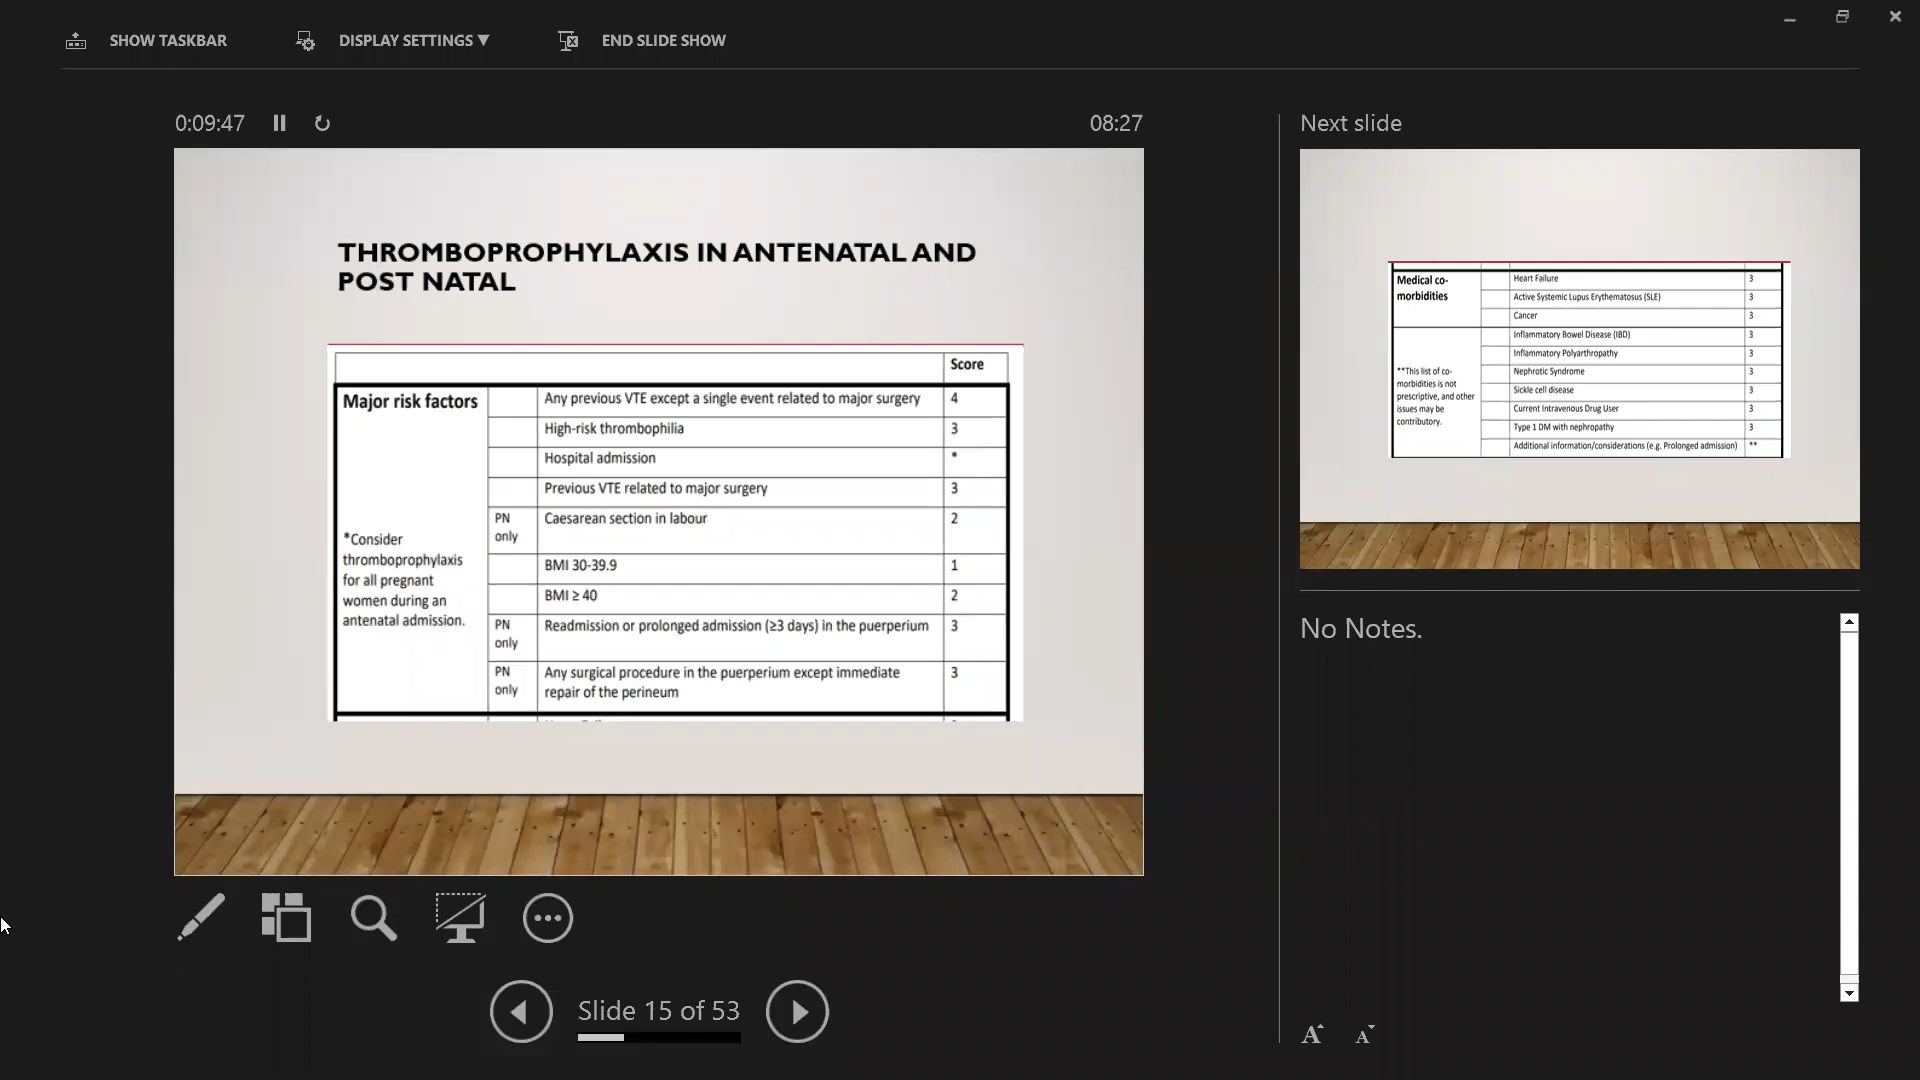 SHOW TASKBAR
DISPLAY SETTINGS ▼
END SLIDE SHOW
0:09:47
08:27
THROMBOPROPHYLAXIS IN ANTENATAL AND
POST NATAL
Score
Major risk factors
*Consider
thromboprophylaxis
for all pregnant
women during an
antenatal admission.
Any previous VTE except a single event related to major surgery 4
High-risk thrombophilia 3
Hospital admission *
Previous VTE related to major surgery 3
PN
only
Caesarean section in labour 2
BMI 30-39.9 1
BMI ≥ 40 2
PN
only
Readmission or prolonged admission (≥3 days) in the puerperium 3
PN
only
Any surgical procedure in the puerperium except immediate
repair of the perineum
3
Slide 15 of 53
Next slide
Medical co-
morbidities
**This list of co-
morbidities is not
prescriptive, and other
issues may be
contributory.
Heart Failure 3
Active Systemic Lupus Erythematosus (SLE) 3
Cancer 3
Inflammatory Bowel Disease (IBD) 3
Inflammatory Polyarthropathy 3
Nephrotic Syndrome 3
Sickle cell disease 3
Current Intravenous Drug User 3
Type 1 DM with nephropathy 3
Additional information/considerations (e.g. Prolonged admission) **
No Notes.
A A